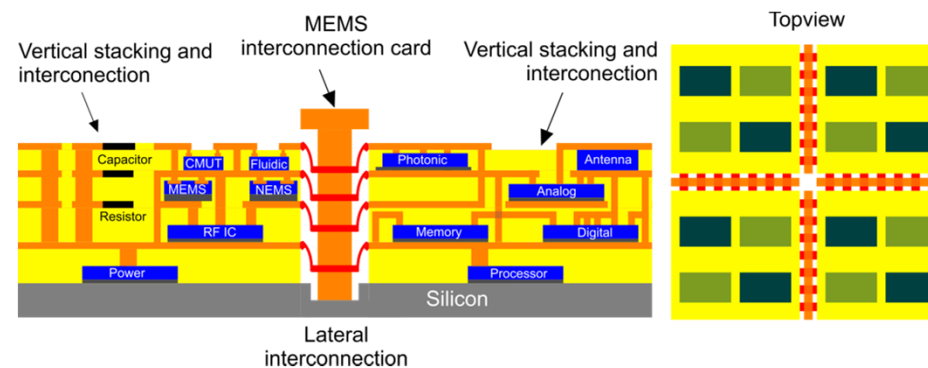 MEMS
interconnection card
Topview
Vertical stacking and
interconection
Vertical stacking and
interconection
Capacitor
CMUT
Fluidic
Photonic
Antenna
MEMS
NEMS
Analog
Resistor
RF IC
Memory
Digital
Power
Processor
Silicon
Lateral
interconnection